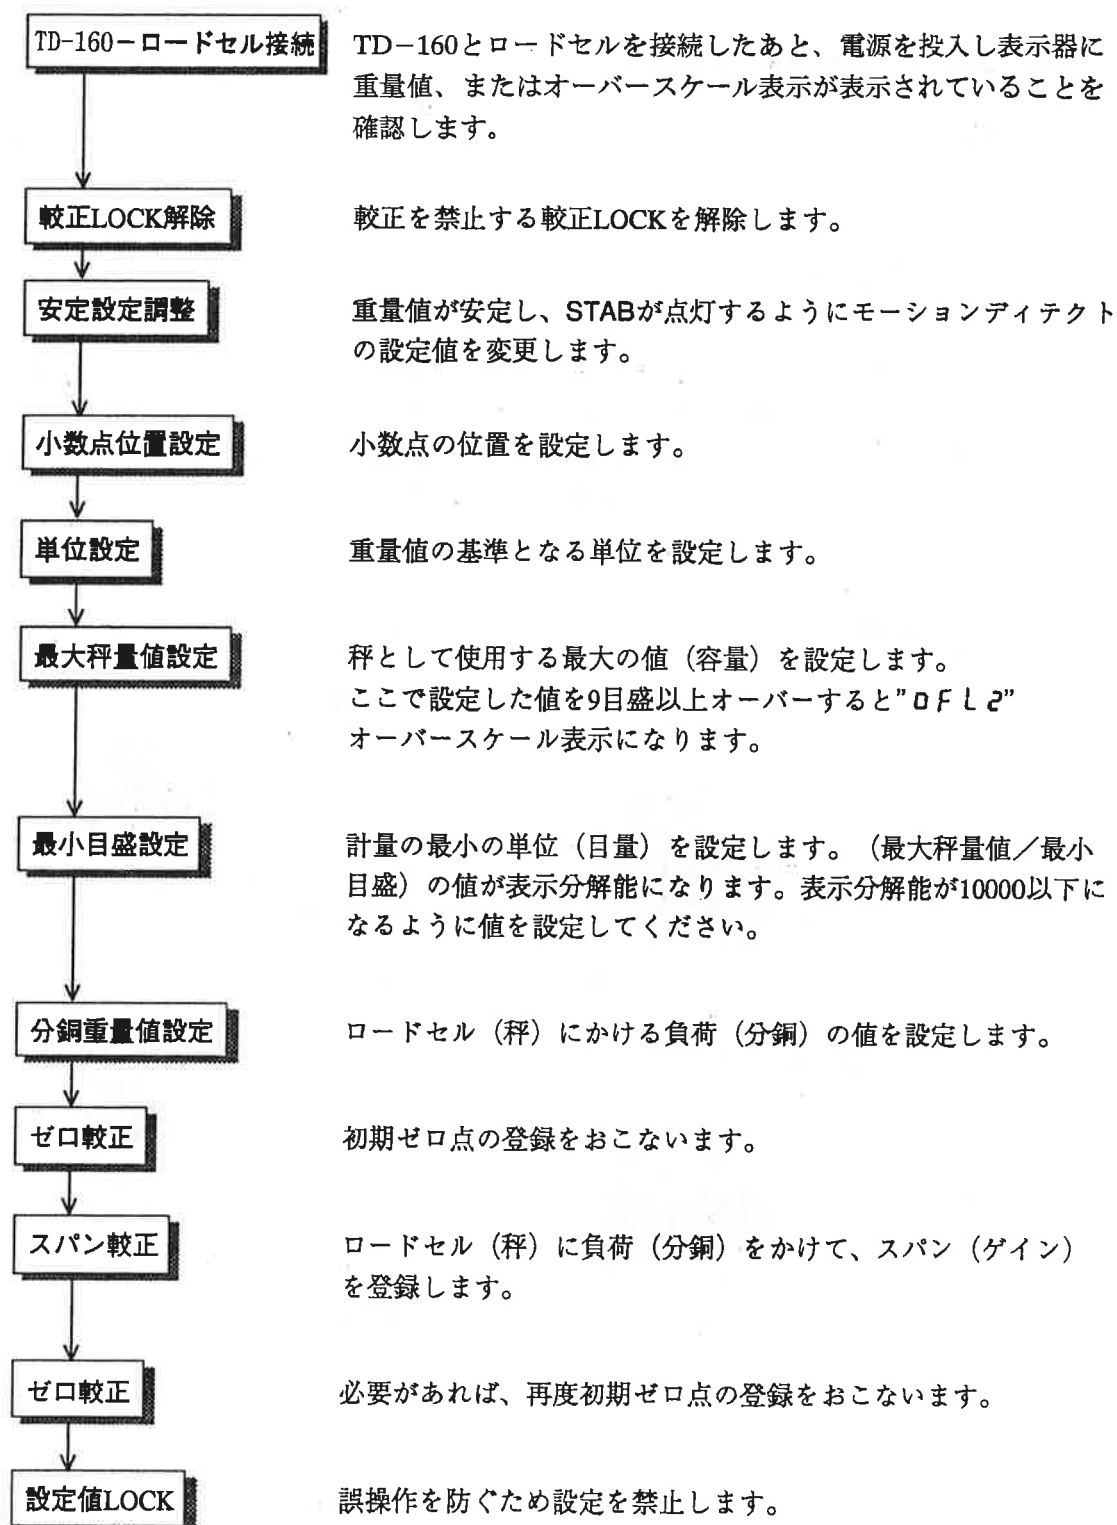 TD-160－ロードセル接続
TD－160とロードセルを接続したあと、電源を投入し表示器に
重量値、またはオーバースケール表示が表示されていることを
確認します。
較正LOCK解除
較正を禁止する較正LOCKを解除します。
安定設定調整
重量値が安定し、STABが点灯するようにモーションディテクト
の設定値を変更します。
小数点位置設定
小数点の位置を設定します。
単位設定
重量値の基準となる単位を設定します。
最大秤量値設定
秤として使用する最大の値（容量）を設定します。
ここで設定した値を9目盛以上オーバーすると”OFL2”
オーバースケール表示になります。
最小目盛設定
計量の最小の単位（目量）を設定します。（最大秤量値／最小
目盛）の値が表示分解能になります。表示分解能が10000以下に
なるように値を設定してください。
分銅重量値設定
ロードセル（秤）にかける負荷（分銅）の値を設定します。
ゼロ較正
初期ゼロ点の登録をおこないます。
スパン較正
ロードセル（秤）に負荷（分銅）をかけて、スパン（ゲイン）
を登録します。
ゼロ較正
必要があれば、再度初期ゼロ点の登録をおこないます。
設定値LOCK
誤操作を防ぐため設定を禁止します。